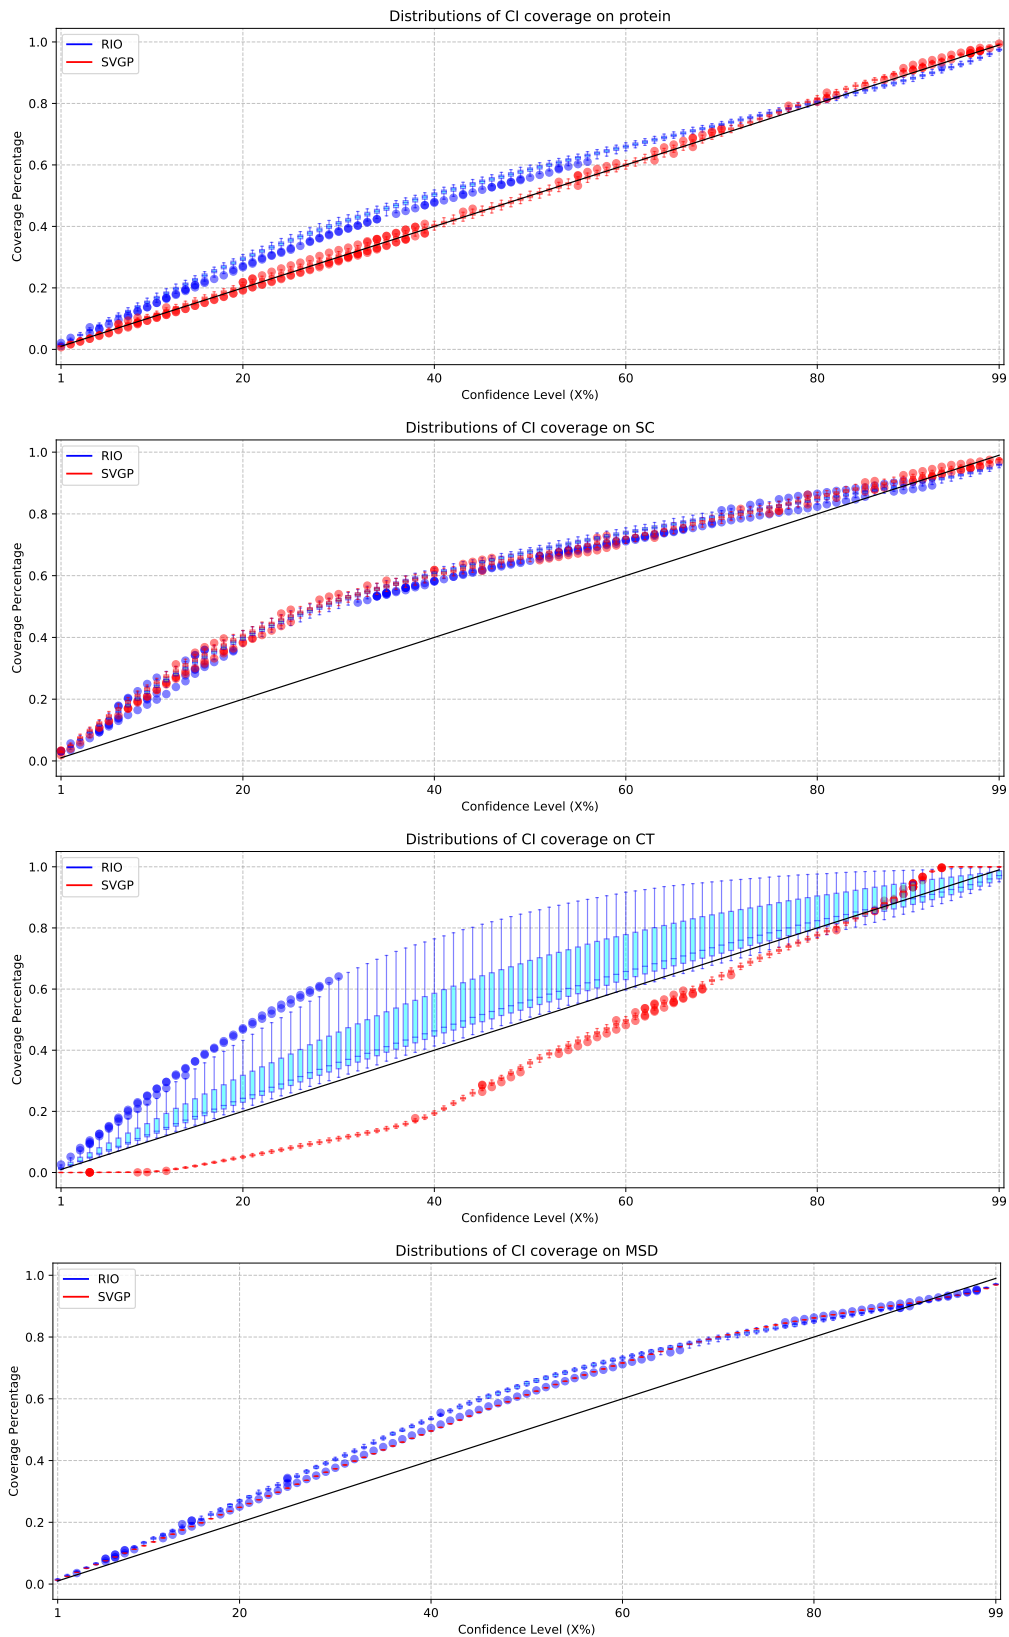 Distributions of CI coverage on protein
RIO
SVGP
Coverage Percentage
1.0
0.8
0.6
0.4
0.2
0.0
1 20 40 60 80 99
Confidence Level (X%)
Distributions of CI coverage on SC
RIO
SVGP
Coverage Percentage
1.0
0.8
0.6
0.4
0.2
0.0
1 20 40 60 80 99
Confidence Level (X%)
Distributions of CI coverage on CT
RIO
SVGP
Coverage Percentage
1.0
0.8
0.6
0.4
0.2
0.0
1 20 40 60 80 99
Confidence Level (X%)
Distributions of CI coverage on MSD
RIO
SVGP
Coverage Percentage
1.0
0.8
0.6
0.4
0.2
0.0
1 20 40 60 80 99
Confidence Level (X%)